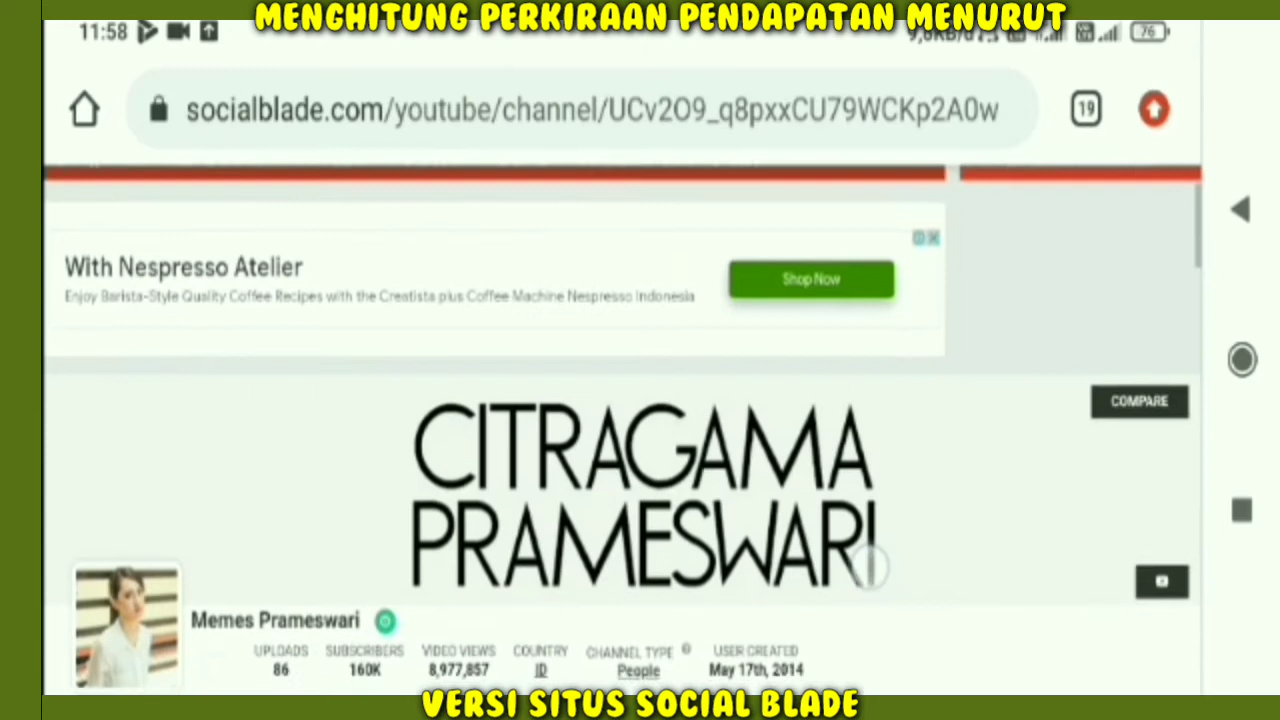 MENGHITUNG PERKIRAAN PENDAPATAN MENURUT
11:58
76
socialblade.com/youtube/channel/UCv2O9_q8pxxCU79WCKp2A0w
19
With Nespresso Atelier
Enjoy Barista-Style Quality Coffee Recipes with the Creatista plus Coffee Machine Nespresso Indonesia
Shop Now
COMPARE
CITRAGAMA
PRAMESWARI
Memes Prameswari
UPLOADS SUBSCRIBERS VIDEO VIEWS COUNTRY CHANNEL TYPE USER CREATED
86 160K 8,977,857 ID People May 17th, 2014
VERSI SITUS SOCIAL BLADE